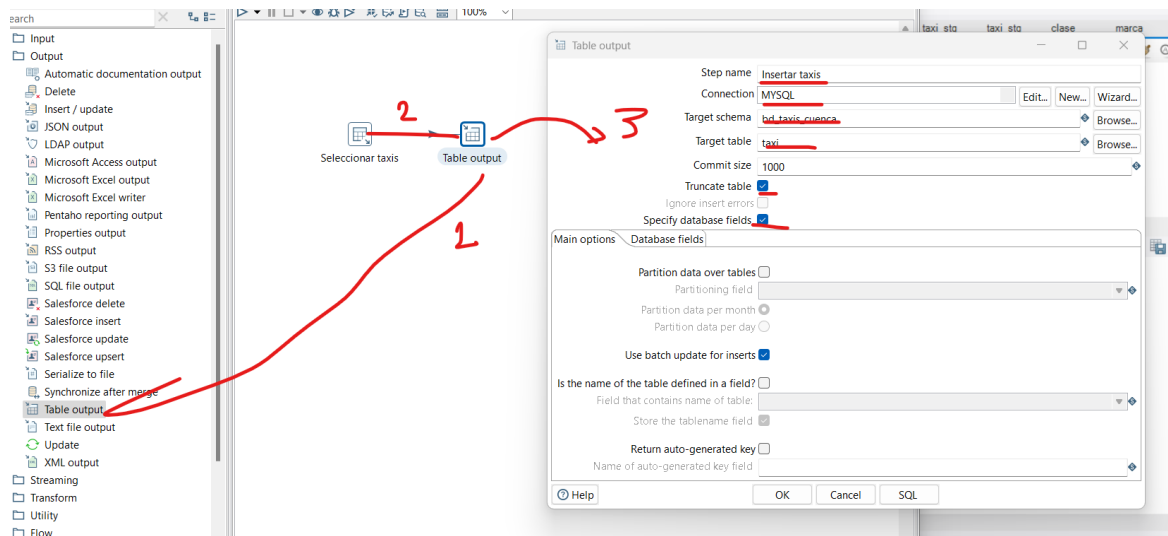 earch
100%
Input
Output
Automatic documentation output
Delete
Insert / update
JSON output
LDAP output
Microsoft Access output
Microsoft Excel output
Microsoft Excel writer
Pentaho reporting output
Properties output
RSS output
S3 file output
SQL file output
Salesforce delete
Salesforce insert
Salesforce update
Salesforce upsert
Serialize to file
Synchronize after merge
Table output
Text file output
Update
XML output
Streaming
Transform
Utility
Flow
Seleccionar taxis
Table output
2
1
3
taxi_stg taxi_stg clase marca
Table output
Step name Insertar taxis
Connection MYSQL Edit... New... Wizard...
Target schema bd_taxis_cuenca Browse...
Target table taxi Browse...
Commit size 1000
Truncate table
Ignore insert errors
Specify database fields
Main options Database fields
Partition data over tables
Partitioning field
Partition data per month
Partition data per day
Use batch update for inserts
Is the name of the table defined in a field?
Field that contains name of table:
Store the tablename field
Return auto-generated key
Name of auto-generated key field
Help OK Cancel SQL